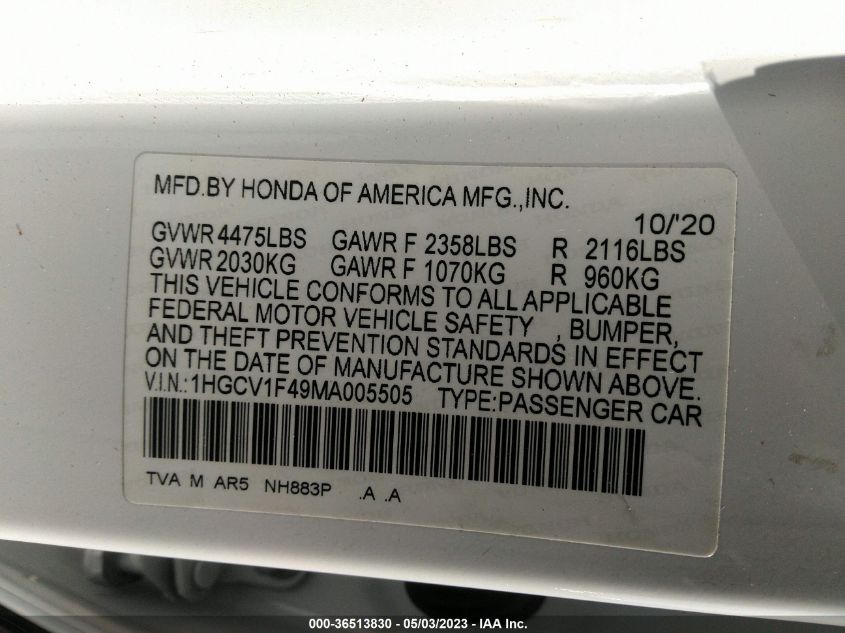 MFD.BY HONDA OF AMERICA MFG.,INC.
10/'20
GVWR 4475LBS GAWR F 2358LBS R 2116LBS
GVWR 2030KG GAWR F 1070KG R 960KG
THIS VEHICLE CONFORMS TO ALL APPLICABLE
FEDERAL MOTOR VEHICLE SAFETY , BUMPER,
AND THEFT PREVENTION STANDARDS IN EFFECT
ON THE DATE OF MANUFACTURE SHOWN ABOVE.
V.I.N.:1HGCV1F49MA005505 TYPE:PASSENGER CAR
TVA M AR5 NH883P .A .A
000-36513830 - 05/03/2023 - IAA Inc.